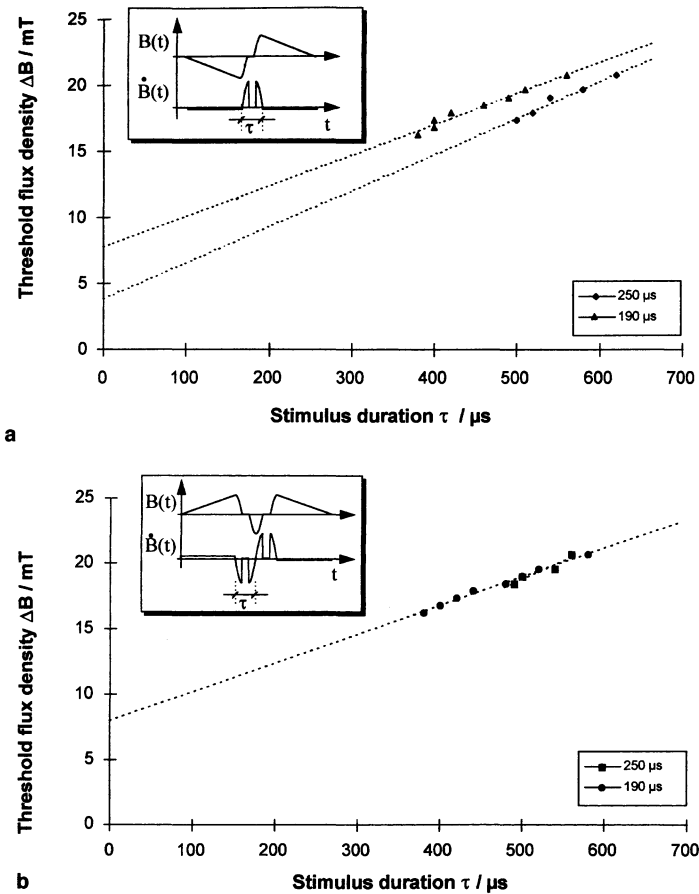 25
20
15
10
5
0
Threshold flux density ΔB / mT
B(t)
Ḃ(t)
τ
t
250 µs
190 µs
0 100 200 300 400 500 600 700
Stimulus duration τ / µs
a
25
20
15
10
5
0
Threshold flux density ΔB / mT
B(t)
Ḃ(t)
τ
t
250 µs
190 µs
0 100 200 300 400 500 600 700
Stimulus duration τ / µs
b